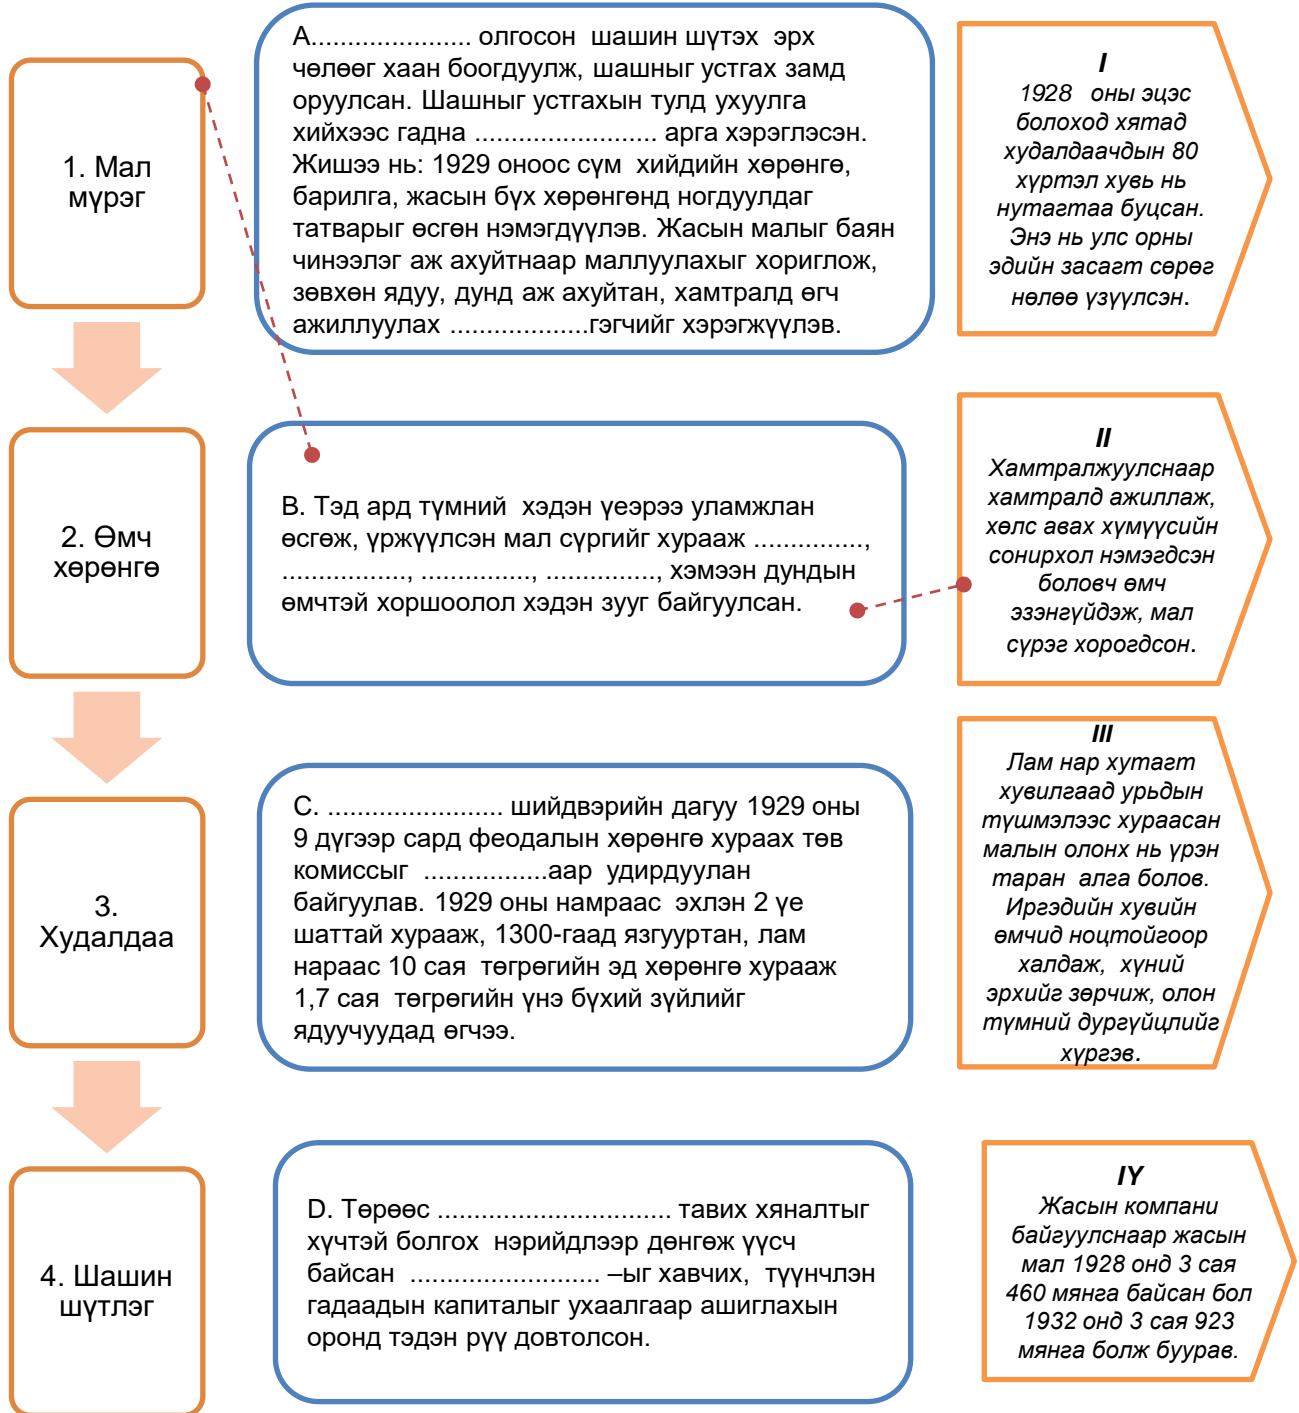 1. Мал
мүрэг
2. Өмч
хөрөнгө
3.
Худалдаа
4. Шашин
шүтлэг
А...................... олгосон шашин шүтэх эрх
чөлөөг хаан боогдуулж, шашныг устгах замд
оруулсан. Шашныг устгахын тулд ухуулга
хийхээс гадна ........................ арга хэрэглэсэн.
Жишээ нь: 1929 оноос сүм хийдийн хөрөнгө,
барилга, жасын бүх хөрөнгөнд ногдуулдаг
татварыг өсгөн нэмэгдүүлэв. Жасын малыг баян
чинээлэг аж ахуйтнаар маллуулахыг хориглож,
зөвхөн ядуу, дунд аж ахуйтан, хамтралд өгч
ажиллуулах ...................гэгчийг хэрэгжүүлэв.
В. Тэд ард түмний хэдэн үеэрээ уламжлан
өсгөж, үржүүлсэн мал сүргийг хурааж ...............,
................., ..............., ..............., хэмээн дундын
өмчтэй хоршоолол хэдэн зууг байгуулсан.
С. ........................ шийдвэрийн дагуу 1929 оны
9 дүгээр сард феодалын хөрөнгө хураах төв
комиссыг .................аар удирдуулан
байгуулав. 1929 оны намраас эхлэн 2 үе
шаттай хурааж, 1300-гаад язгууртан, лам
нараас 10 сая төгрөгийн эд хөрөнгө хурааж
1,7 сая төгрөгийн үнэ бүхий зүйлийг
ядуучуудад өгчээ.
D. Төрөөс ................................ тавих хяналтыг
хүчтэй болгох нэрийдлээр дөнгөж үүсч
байсан .......................... –ыг хавчих, түүнчлэн
гадаадын капиталыг ухаалгаар ашиглахын
оронд тэдэн рүү довтолсон.
I
1928 оны эцэс
болоход хятад
худалдаачдын 80
хүртэл хувь нь
нутагтаа буцсан.
Энэ нь улс орны
эдийн засагт сөрөг
нөлөө үзүүлсэн.
II
Хамтралжуулснаар
хамтралд ажиллаж,
хөлс авах хүмүүсийн
сонирхол нэмэгдсэн
боловч өмч
эзэнгүйдэж, мал
сүрэг хорогдсон.
III
Лам нар хутагт
хувилгаад урьдын
түшмэлээс хураасан
малын олонх нь үрэн
таран алга болов.
Иргэдийн хувийн
өмчид ноцтойгоор
халдаж, хүний
эрхийг зөрчиж, олон
түмний дургүйцлийг
хүргэв.
IY
Жасын компани
байгуулснаар жасын
мал 1928 онд 3 сая
460 мянга байсан бол
1932 онд 3 сая 923
мянга болж буурав.